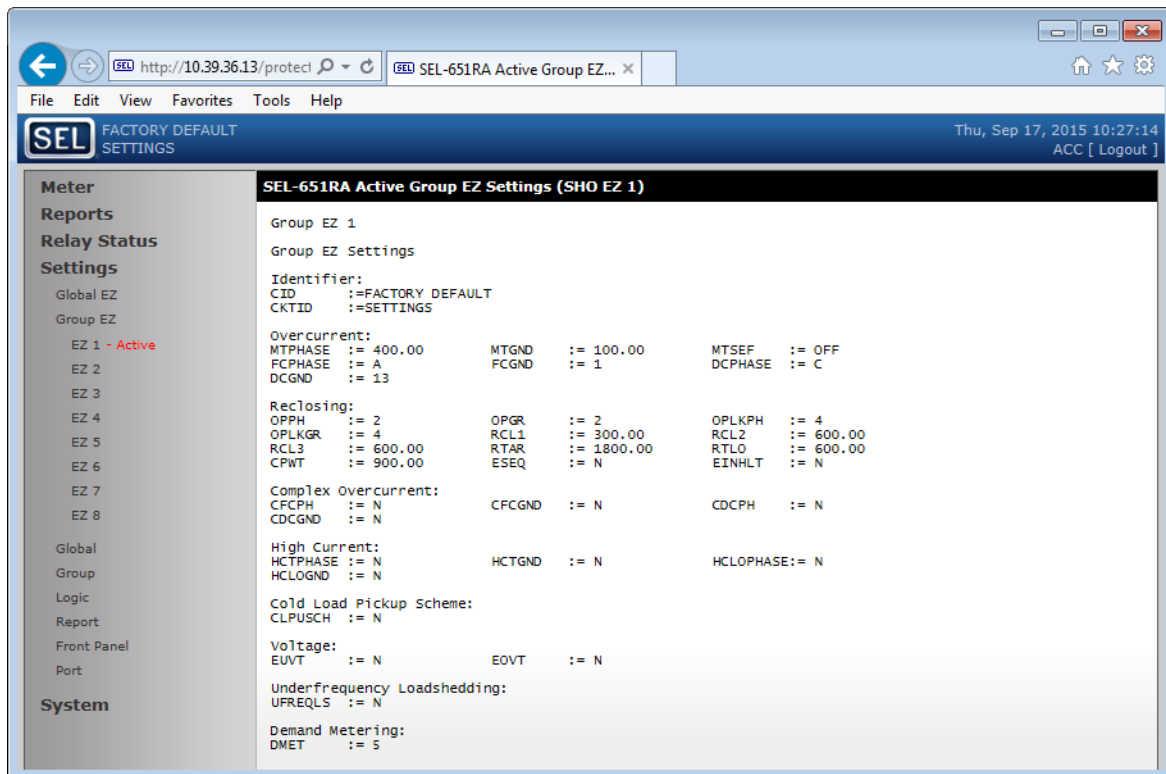 http://10.39.36.13/protect
SEL-651RA Active Group EZ...
File Edit View Favorites Tools Help
SEL FACTORY DEFAULT
SETTINGS
Thu, Sep 17, 2015 10:27:14
ACC [ Logout ]
Meter
Reports
Relay Status
Settings
Global EZ
Group EZ
EZ 1 - Active
EZ 2
EZ 3
EZ 4
EZ 5
EZ 6
EZ 7
EZ 8
Global
Group
Logic
Report
Front Panel
Port
System
SEL-651RA Active Group EZ Settings (SHO EZ 1)
Group EZ 1
Group EZ Settings
Identifier:
CID :=FACTORY DEFAULT
CKTID :=SETTINGS
Overcurrent:
MTPHASE := 400.00 MTGND := 100.00 MTSEF := OFF
FCPHASE := A FCGND := 1 DCPHASE := C
DCGND := 13
Reclosing:
OPPH := 2 OPGR := 2 OPLKPH := 4
OPLKGR := 4 RCL1 := 300.00 RCL2 := 600.00
RCL3 := 600.00 RTAR := 1800.00 RTLO := 600.00
CPWT := 900.00 ESEQ := N EINHLT := N
Complex Overcurrent:
CFCPH := N CFCGND := N CDCPH := N
CDCGND := N
High Current:
HCTPHASE := N HCTGND := N HCLOPHASE:= N
HCLOGND := N
Cold Load Pickup Scheme:
CLPUSCH := N
Voltage:
EUVT := N EOVT := N
Underfrequency Loadshedding:
UFREQLS := N
Demand Metering:
DMET := 5